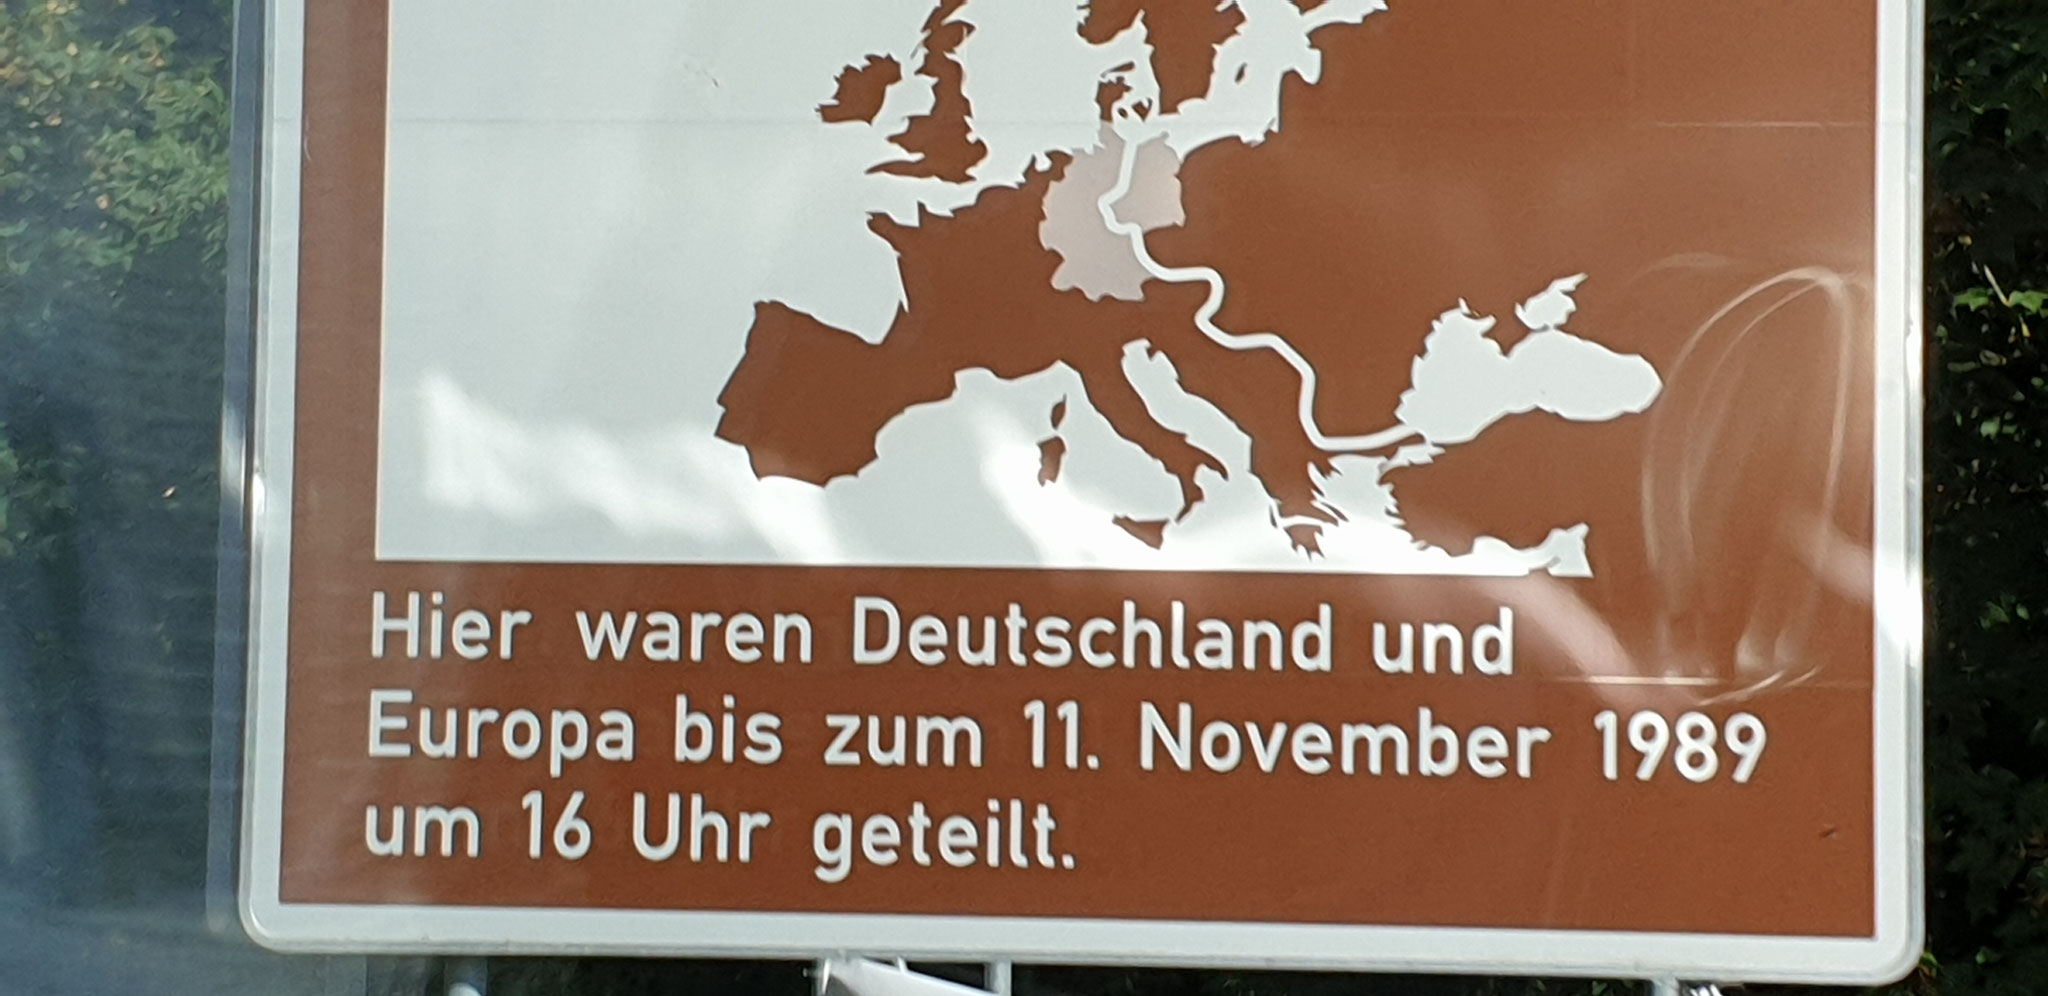 Hier waren Deutschland und
Europa bis zum 11. November 1989
um 16 Uhr geteilt.